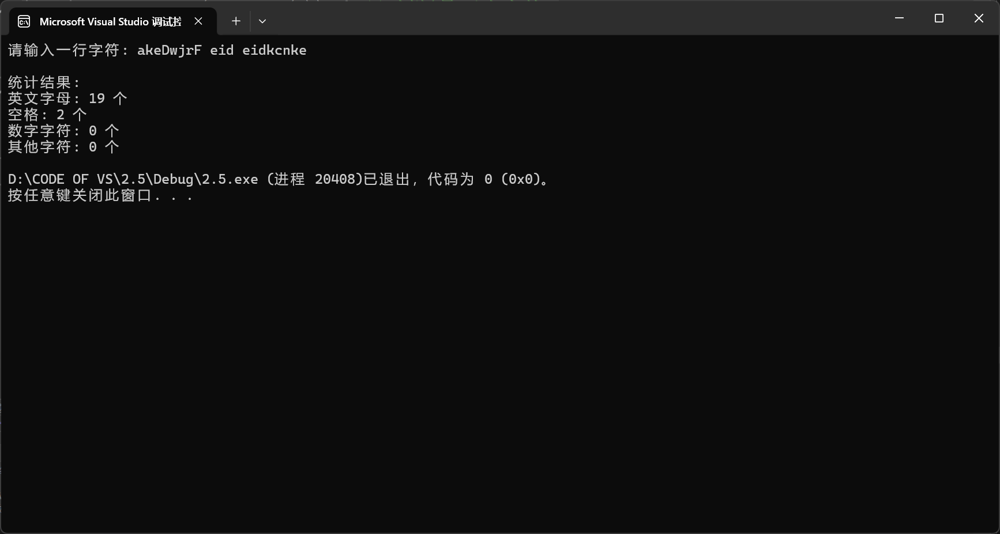 Microsoft Visual Studio 调试控
请输入一行字符: akeDwjrF eid eidkcnke
统计结果:
英文字母: 19 个
空格: 2 个
数字字符: 0 个
其他字符: 0 个
D:\CODE OF VS\2.5\Debug\2.5.exe (进程 20408)已退出，代码为 0 (0x0)。
按任意键关闭此窗口. . .